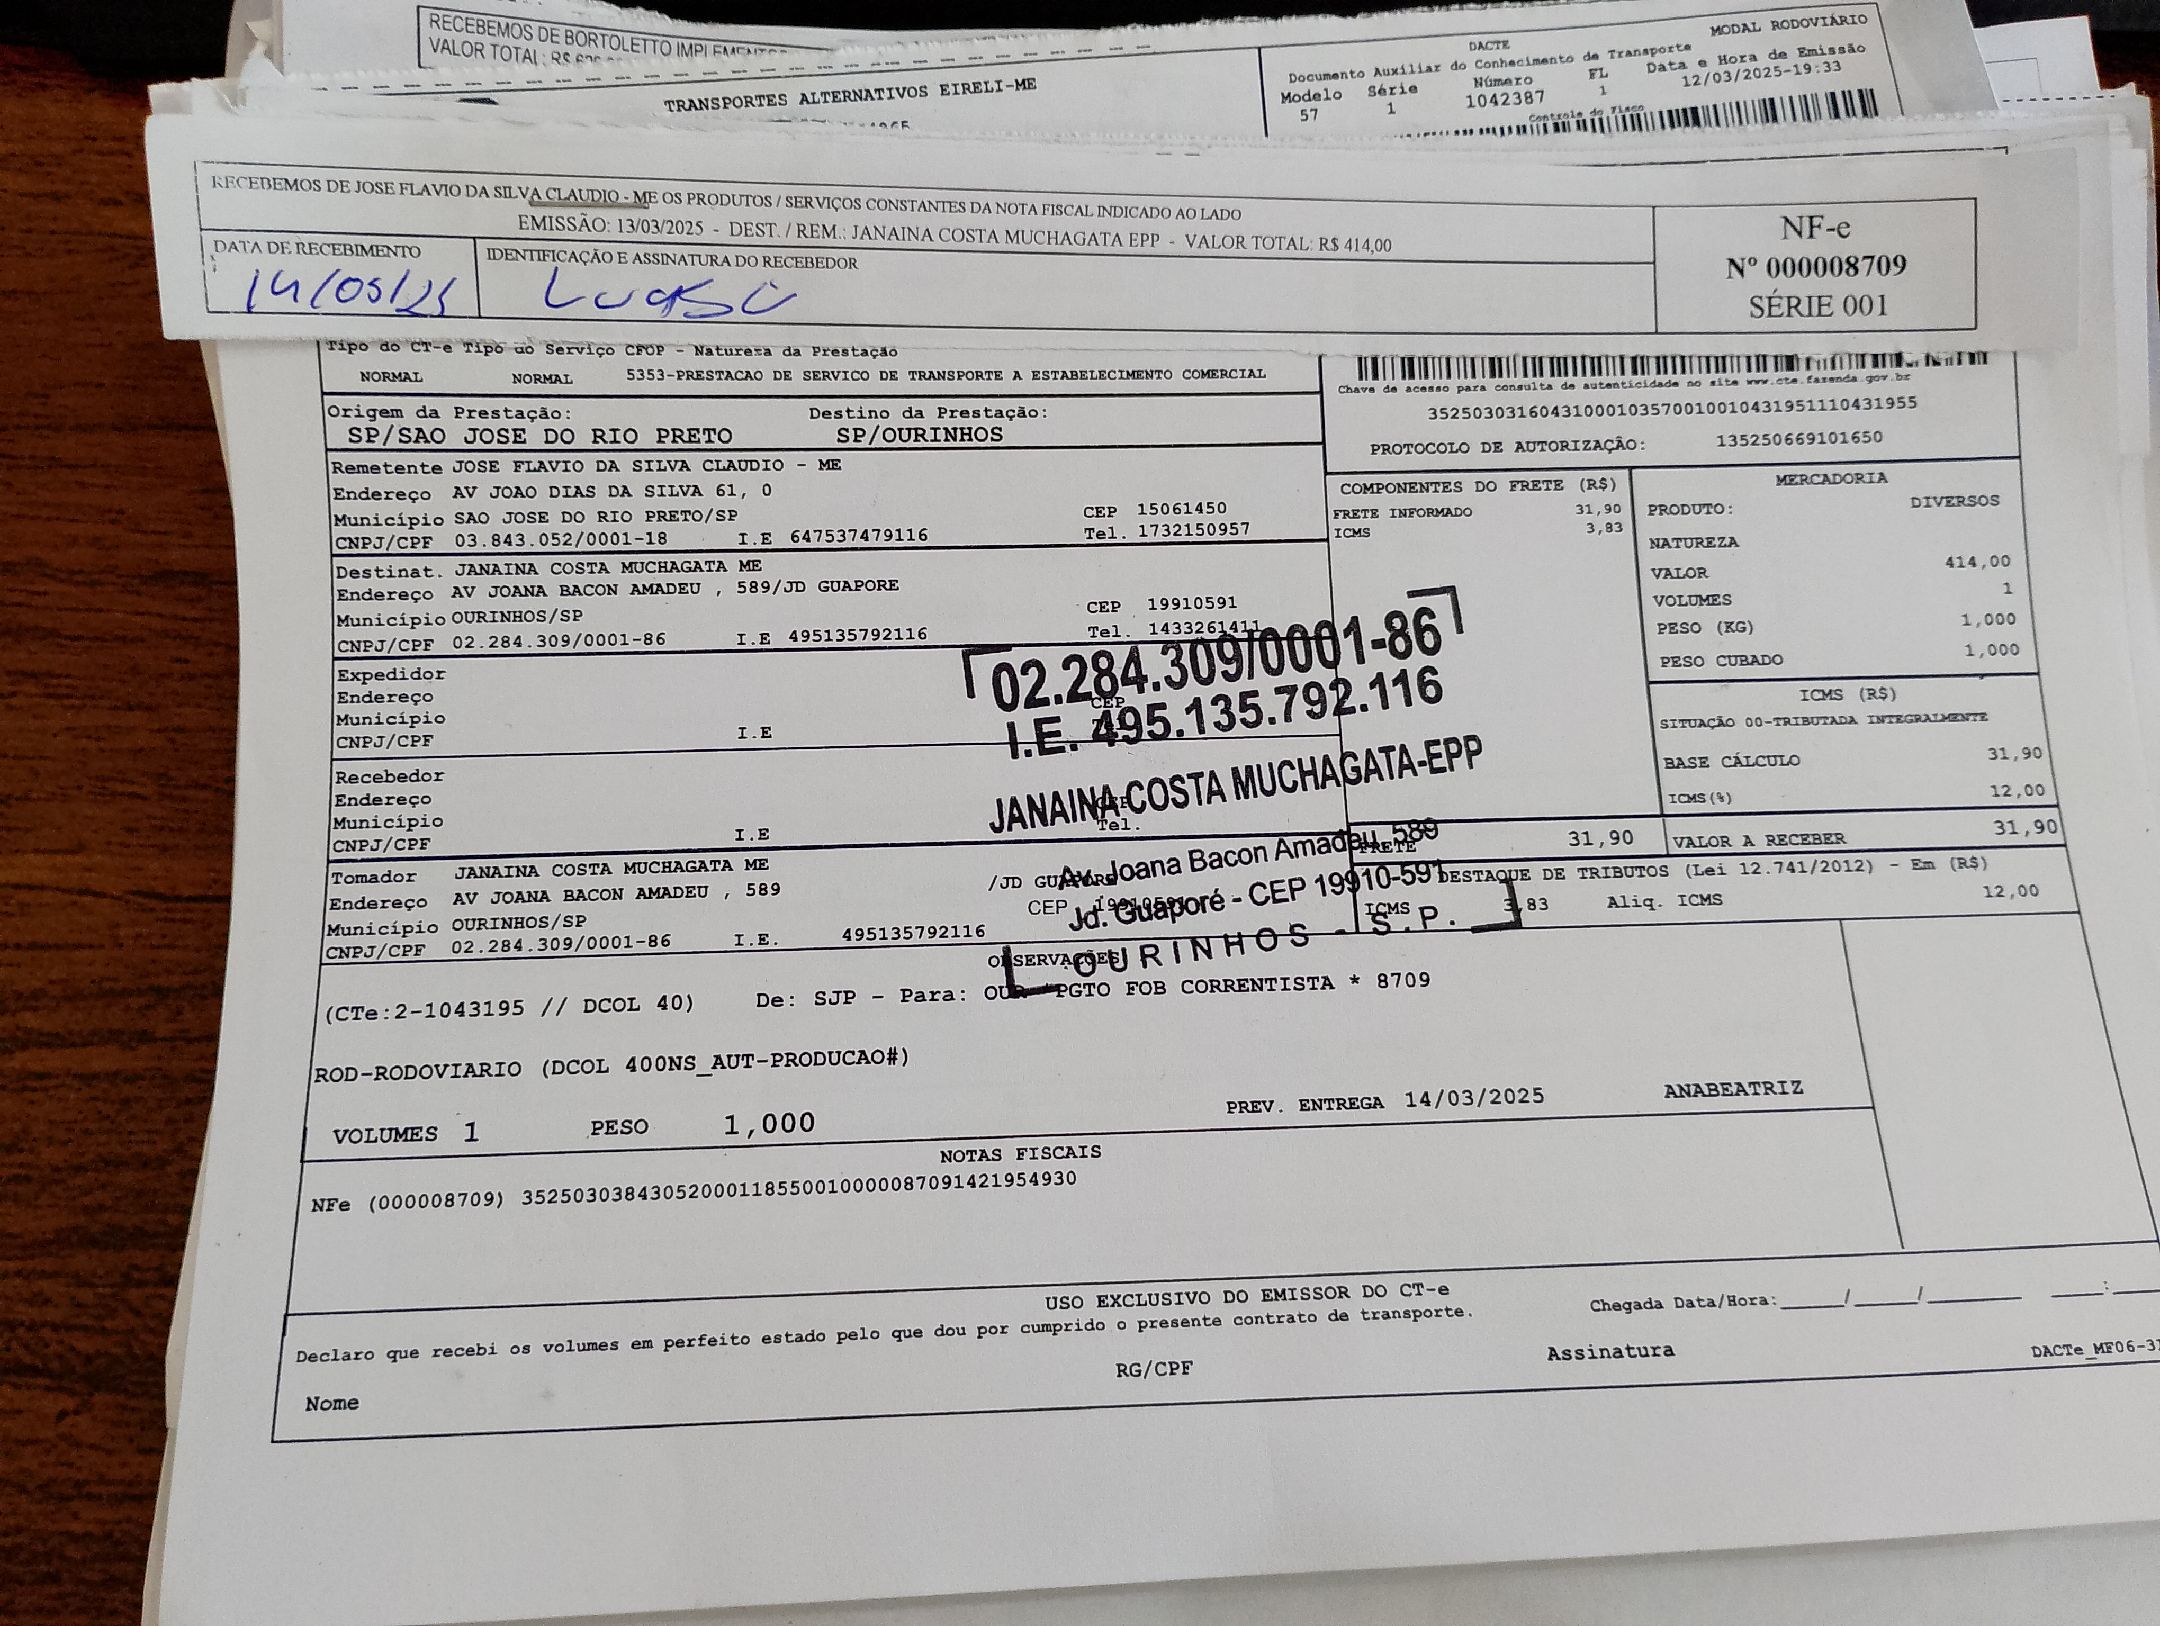 RECEBEMOS DE BORTOLETTO
VALOR TOTAL: R$
TRANSPORTES ALTERNATIVOS EIRELI-ME
DACTE
MODAL RODOVIÁRIO
Documento Auxiliar do Conhecimento de Transporte
Modelo Série Número FL Data e Hora de Emissão
57 1 1042387 1 12/03/2025-19:33
Controle do Fisco
RECEBEMOS DE JOSE FLAVIO DA SILVA CLAUDIO - ME OS PRODUTOS / SERVIÇOS CONSTANTES DA NOTA FISCAL INDICADO AO LADO
EMISSÃO: 13/03/2025 - DEST. / REM.: JANAINA COSTA MUCHAGATA EPP - VALOR TOTAL: R$ 414,00
DATA DE RECEBIMENTO
IDENTIFICAÇÃO E ASSINATURA DO RECEBEDOR
NF-e
Nº 000008709
SÉRIE 001
Tipo do CT-e Tipo do Serviço CFOP - Natureza da Prestação
NORMAL NORMAL 5353-PRESTACAO DE SERVICO DE TRANSPORTE A ESTABELECIMENTO COMERCIAL
Chave de acesso para consulta de autenticidade no site www.cte.fazenda.gov.br
35250303160431000103570010010431951110431955
PROTOCOLO DE AUTORIZAÇÃO: 135250669101650
Origem da Prestação: Destino da Prestação:
SP/SAO JOSE DO RIO PRETO SP/OURINHOS
Remetente JOSE FLAVIO DA SILVA CLAUDIO - ME
Endereço AV JOAO DIAS DA SILVA 61, 0
Município SAO JOSE DO RIO PRETO/SP CEP 15061450
CNPJ/CPF 03.843.052/0001-18 I.E 647537479116 Tel. 1732150957
Destinat. JANAINA COSTA MUCHAGATA ME
Endereço AV JOANA BACON AMADEU , 589/JD GUAPORE
Município OURINHOS/SP CEP 19910591
CNPJ/CPF 02.284.309/0001-86 I.E 495135792116 Tel. 1433261411
Expedidor
Endereço
Município CEP
CNPJ/CPF I.E Tel.
Recebedor
Endereço
Município CEP
CNPJ/CPF I.E Tel.
Tomador JANAINA COSTA MUCHAGATA ME
Endereço AV JOANA BACON AMADEU , 589 /JD GUAPORE
Município OURINHOS/SP CEP 19910591
CNPJ/CPF 02.284.309/0001-86 I.E. 495135792116
COMPONENTES DO FRETE (R$)
FRETE INFORMADO 31,90
ICMS 3,83
MERCADORIA
PRODUTO: DIVERSOS
NATUREZA
VALOR 414,00
VOLUMES 1
PESO (KG) 1,000
PESO CUBADO 1,000
ICMS (R$)
SITUAÇÃO 00-TRIBUTADA INTEGRALMENTE
BASE CÁLCULO 31,90
ICMS(%) 12,00
FRETE 31,90 VALOR A RECEBER 31,90
DESTAQUE DE TRIBUTOS (Lei 12.741/2012) - Em (R$)
ICMS 3,83 Aliq. ICMS 12,00
02.284.309/0001-86
I.E. 495.135.792.116
JANAINA COSTA MUCHAGATA-EPP
Av. Joana Bacon Amadeu, 589
Jd. Guaporé - CEP 19910-591
OURINHOS - S.P.
OBSERVAÇÕES
(CTe:2-1043195 // DCOL 40) De: SJP - Para: OUR *PGTO FOB CORRENTISTA * 8709
ROD-RODOVIARIO (DCOL 400NS_AUT-PRODUCAO#)
VOLUMES 1 PESO 1,000 PREV. ENTREGA 14/03/2025 ANABEATRIZ
NOTAS FISCAIS
NFe (000008709) 35250303843052000118550010000087091421954930
USO EXCLUSIVO DO EMISSOR DO CT-e
Declaro que recebi os volumes em perfeito estado pelo que dou por cumprido o presente contrato de transporte.
Chegada Data/Hora:_____/_____/_______ ____:
Nome RG/CPF Assinatura